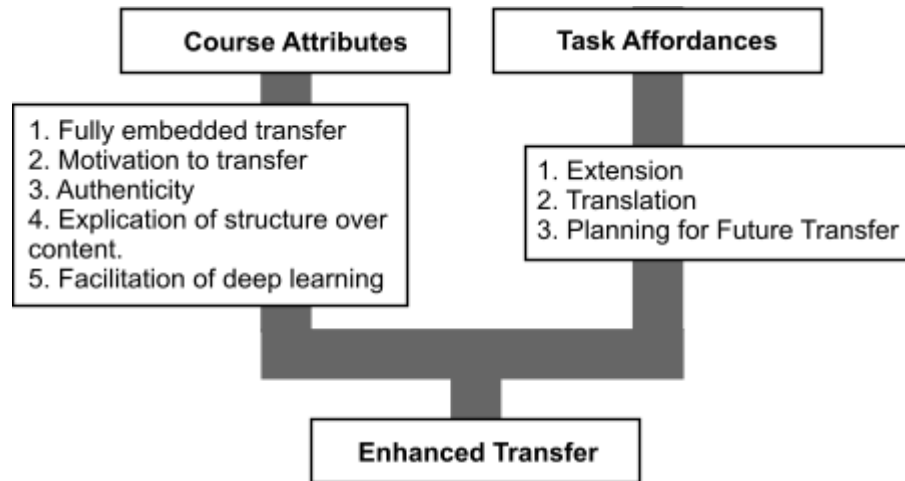 Course Attributes
Task Affordances
1. Fully embedded transfer
2. Motivation to transfer
3. Authenticity
4. Explication of structure over
content.
5. Facilitation of deep learning
1. Extension
2. Translation
3. Planning for Future Transfer
Enhanced Transfer